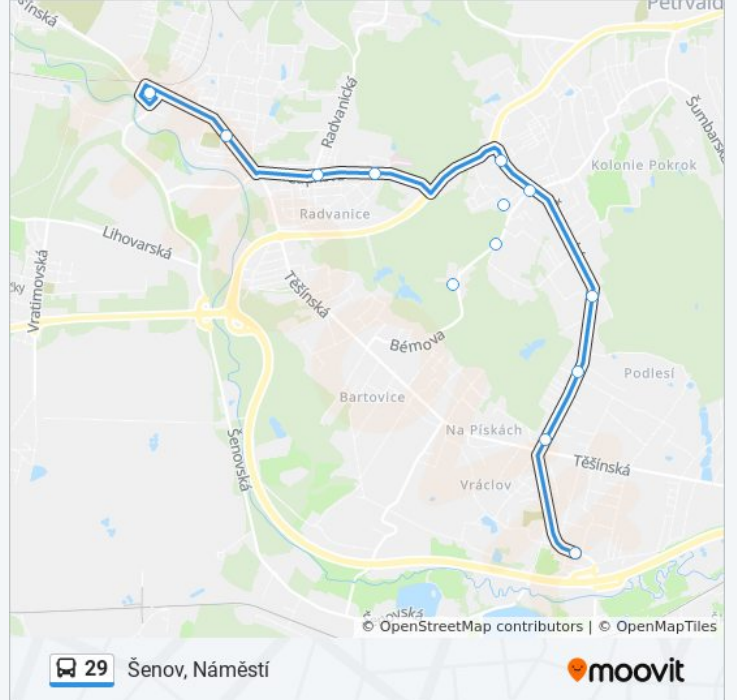 Petřvald
ínská
Radvanická
Šumbarská
Kolonie Pokrok
Radvanice
Lihovarská
Vratimovská
Těšínská
Bémova
Bartovice
Podlesí
Na Pískách
Šenovská
Těšínská
Vráclov
© OpenStreetMap contributors | © OpenMapTiles
29 Šenov, Náměstí
moovit